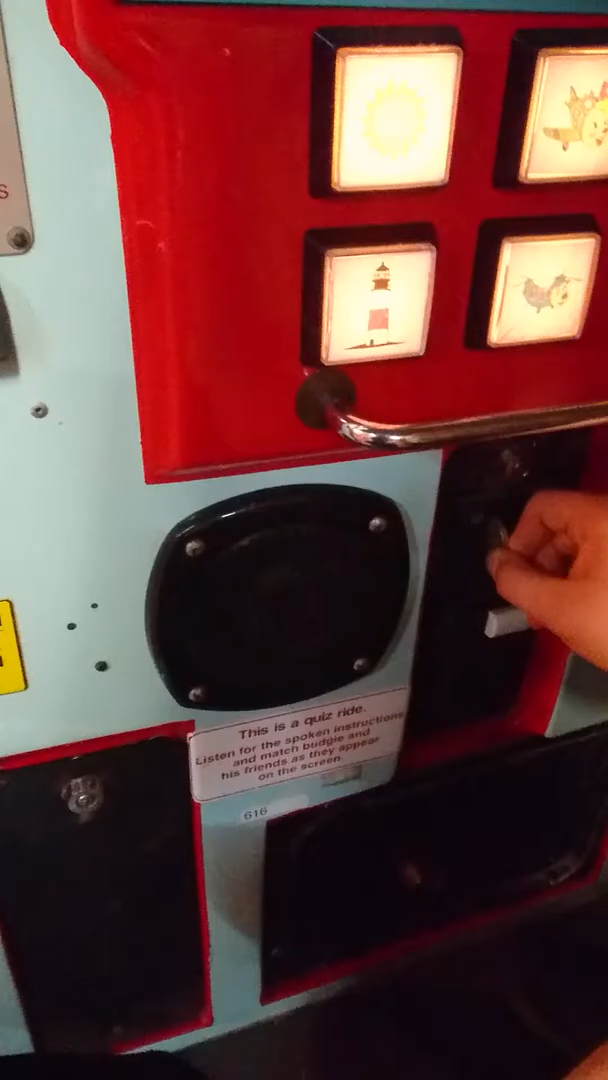 S
This is a quiz ride.
Listen for the spoken instructions
and match budgie and
his friends as they appear
on the screen.
616